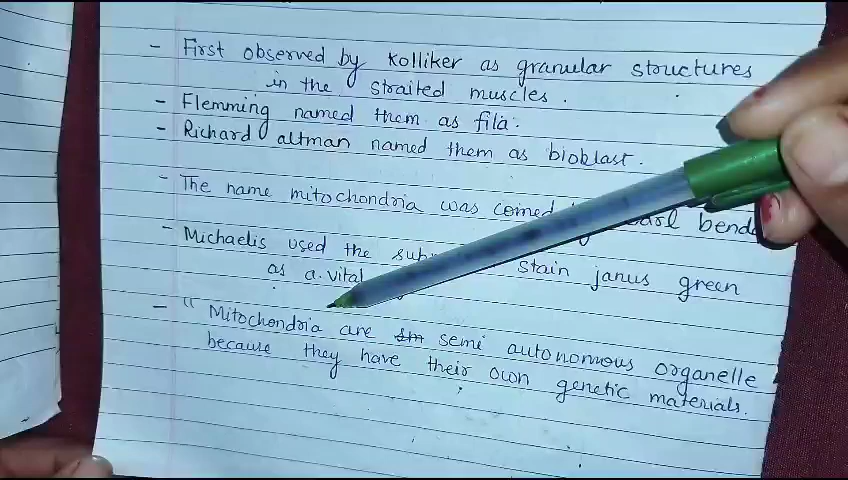 - First observed by Kolliker as granular structures
in the straited muscles.
- Flemming named them as fila.
- Richard altman named them as bioblast.
- The name mitochondria was coined
- Michaelis used the stain janus green
as a vital
- " Mitochondria are semi autonomous organelle
because they have their own genetic materials.